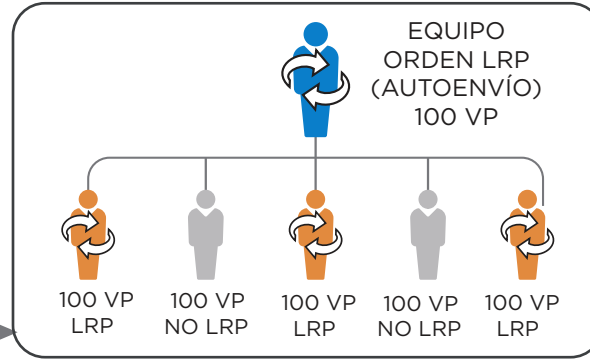 EQUIPO
ORDEN LRP
(AUTOENVÍO)
100 VP
100 VP
LRP
100 VP
NO LRP
100 VP
LRP
100 VP
NO LRP
100 VP
LRP